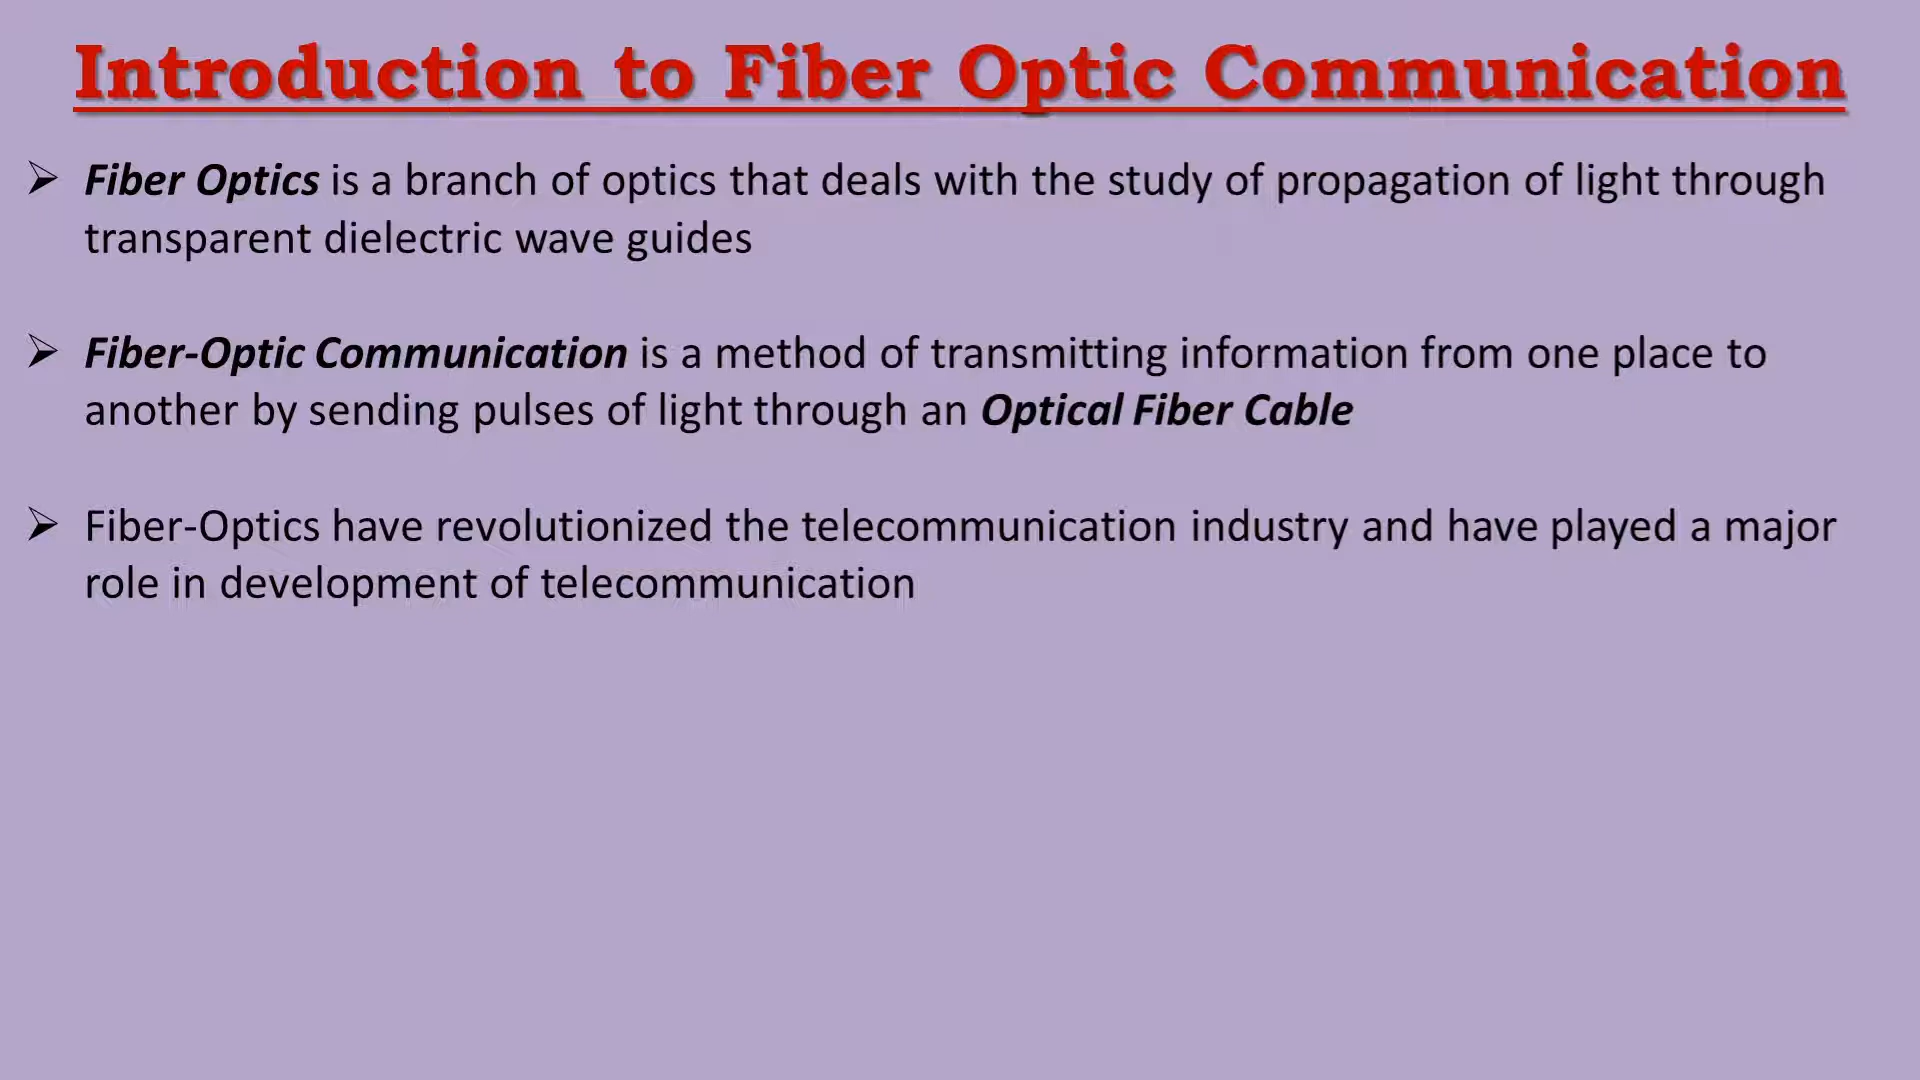 Introduction to Fiber Optic Communication
➢ Fiber Optics is a branch of optics that deals with the study of propagation of light through
transparent dielectric wave guides
➢ Fiber-Optic Communication is a method of transmitting information from one place to
another by sending pulses of light through an Optical Fiber Cable
➢ Fiber-Optics have revolutionized the telecommunication industry and have played a major
role in development of telecommunication